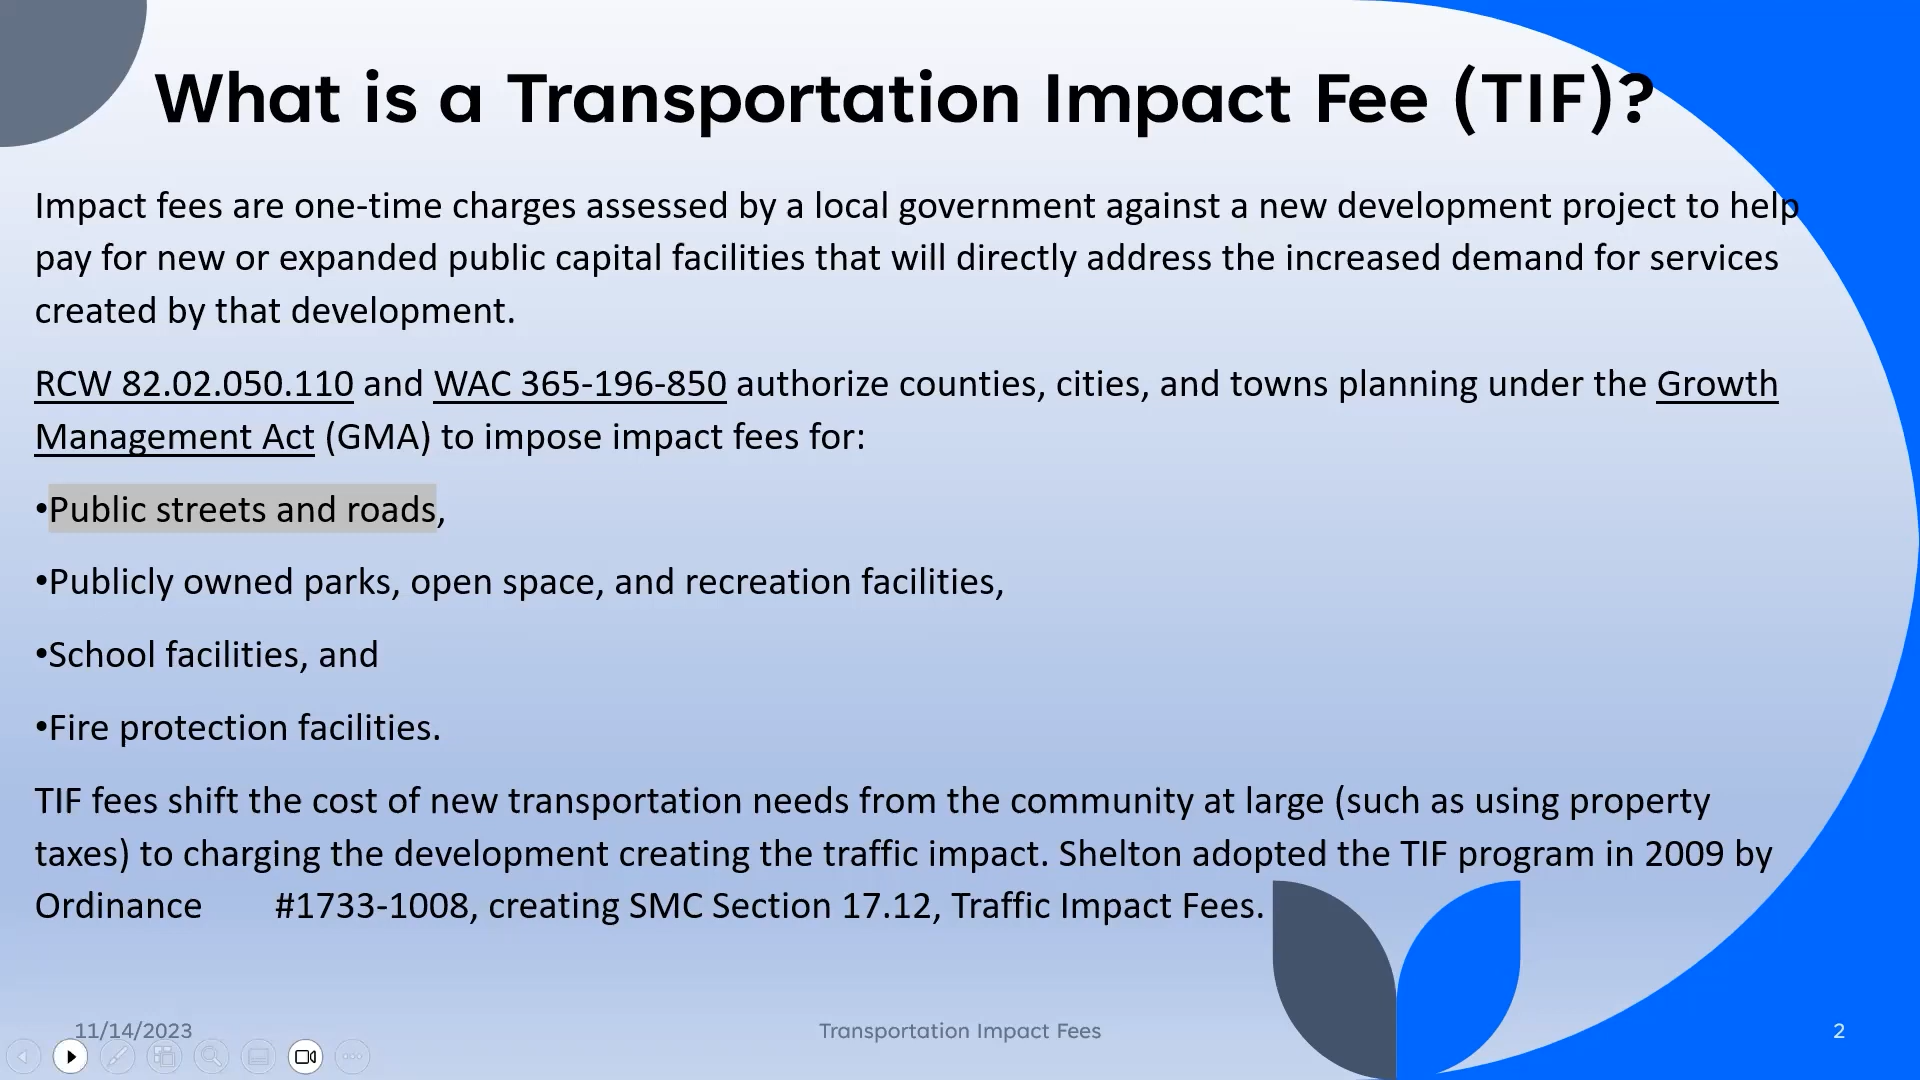 What is a Transportation Impact Fee (TIF)?
Impact fees are one-time charges assessed by a local government against a new development project to help
pay for new or expanded public capital facilities that will directly address the increased demand for services
created by that development.
RCW 82.02.050.110 and WAC 365-196-850 authorize counties, cities, and towns planning under the Growth
Management Act (GMA) to impose impact fees for:
•Public streets and roads,
•Publicly owned parks, open space, and recreation facilities,
•School facilities, and
•Fire protection facilities.
TIF fees shift the cost of new transportation needs from the community at large (such as using property
taxes) to charging the development creating the traffic impact. Shelton adopted the TIF program in 2009 by
Ordinance #1733-1008, creating SMC Section 17.12, Traffic Impact Fees.
11/14/2023
Transportation Impact Fees
2